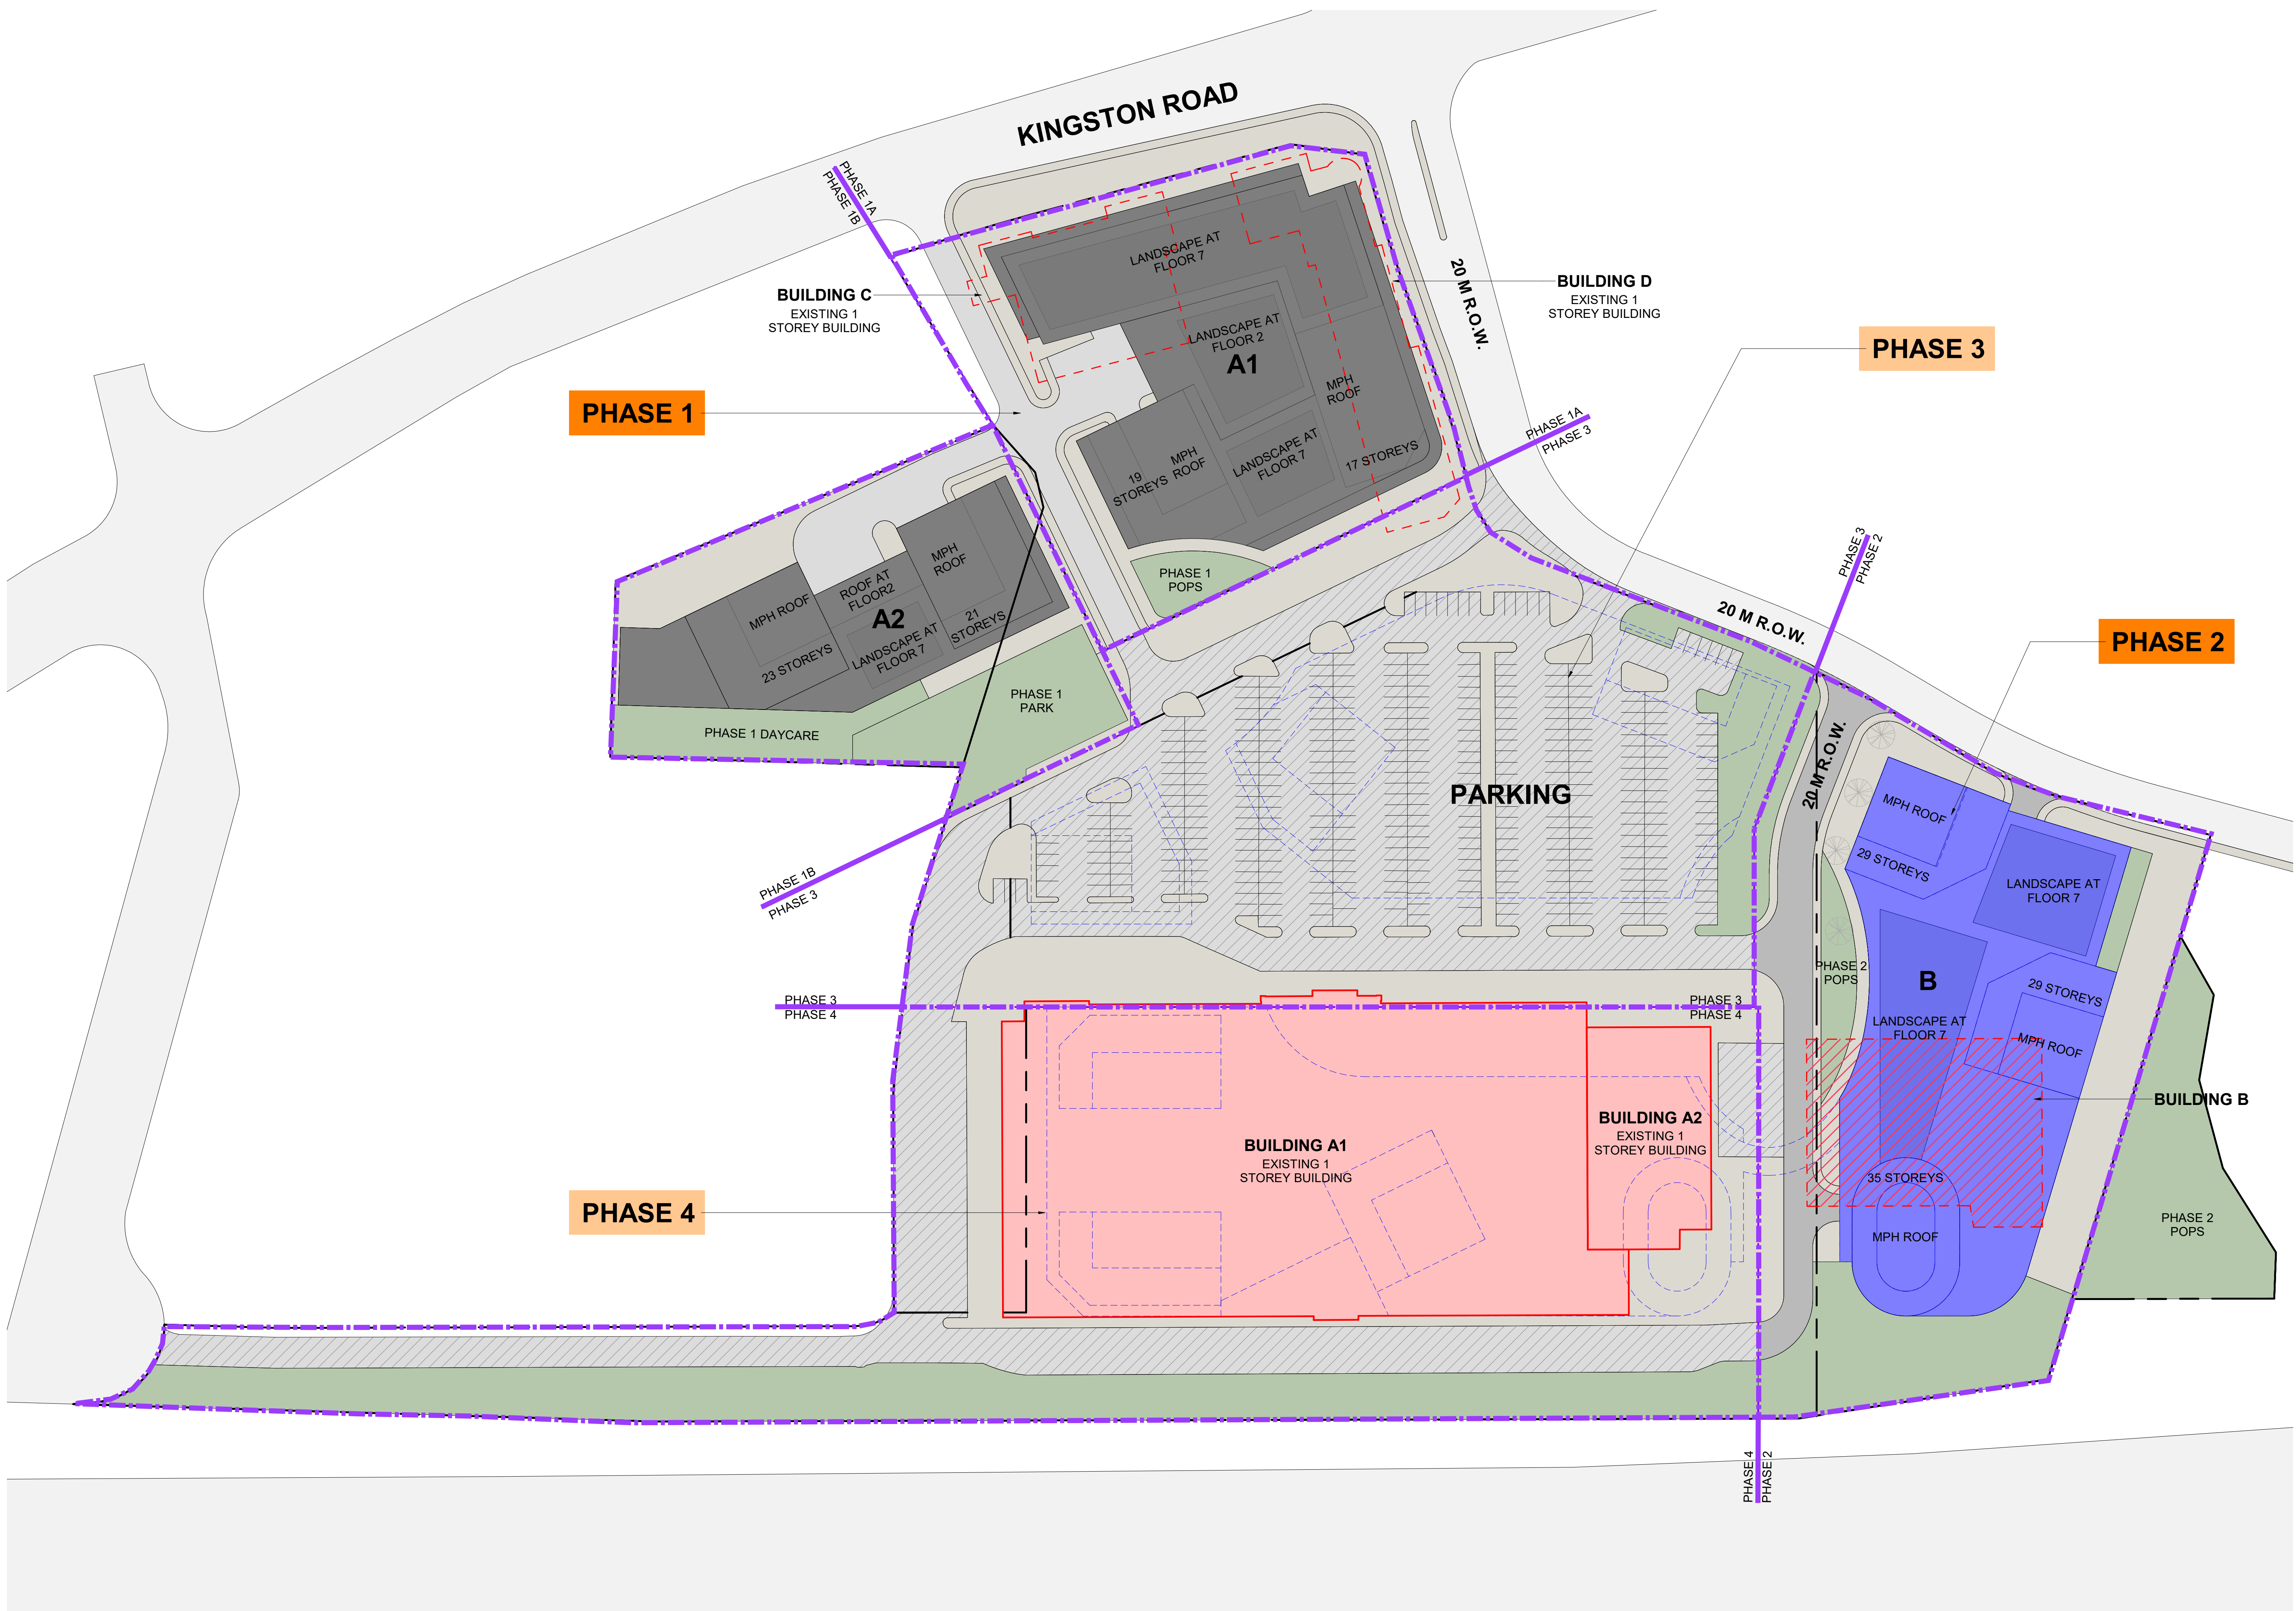 KINGSTON ROAD
PHASE 1A
PHASE 1B
BUILDING C
EXISTING 1
STOREY BUILDING
LANDSCAPE AT
FLOOR 7
20 M R.O.W.
BUILDING D
EXISTING 1
STOREY BUILDING
PHASE 3
PHASE 1
LANDSCAPE AT
FLOOR 2
A1
MPH
ROOF
19
STOREYS
MPH
ROOF
LANDSCAPE AT
FLOOR 7
17 STOREYS
PHASE 1A
PHASE 3
PHASE 1
POPS
MPH ROOF
ROOF AT
FLOOR2
MPH
ROOF
A2
23 STOREYS
LANDSCAPE AT
FLOOR 7
21
STOREYS
PHASE 1
PARK
PHASE 1 DAYCARE
PHASE 3
PHASE 2
20 M R.O.W.
PHASE 2
PARKING
20 M R.O.W.
MPH ROOF
29 STOREYS
LANDSCAPE AT
FLOOR 7
PHASE 1B
PHASE 3
PHASE 2
POPS
B
29 STOREYS
LANDSCAPE AT
FLOOR 7
MPH ROOF
PHASE 3
PHASE 4
PHASE 3
PHASE 4
BUILDING B
BUILDING A1
EXISTING 1
STOREY BUILDING
BUILDING A2
EXISTING 1
STOREY BUILDING
35 STOREYS
MPH ROOF
PHASE 4
PHASE 2
POPS
PHASE 4
PHASE 2